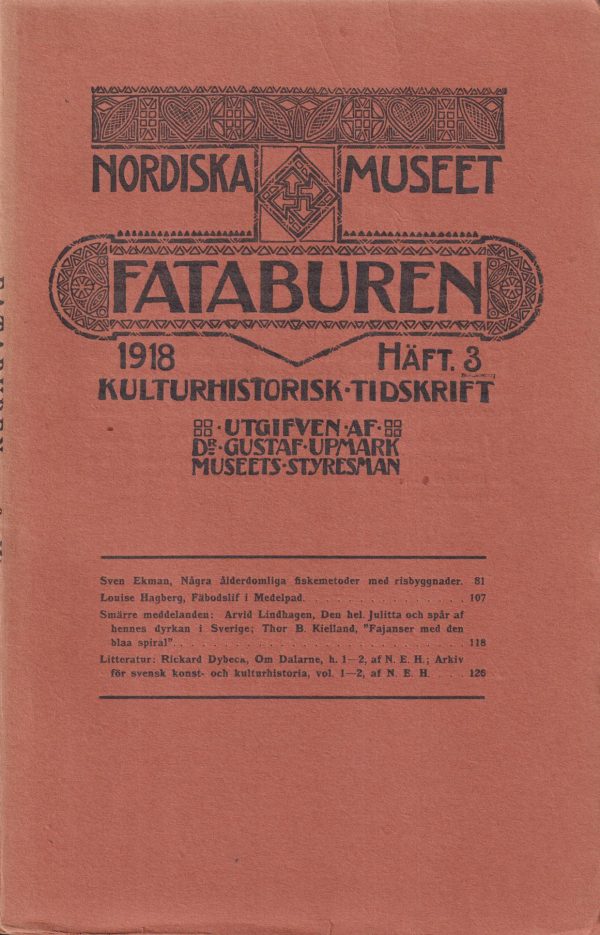 NORDISKA MUSEET
FATABUREN
1918 HÄFT. 3
KULTURHISTORISK·TIDSKRIFT
·UTGIFVEN·AF·
DR·GUSTAF·UPMARK
MUSEETS·STYRESMAN
Sven Ekman, Några ålderdomliga fiskemetoder med risbyggnader. 81
Louise Hagberg, Fäbodslif i Medelpad. 107
Smärre meddelanden: Arvid Lindhagen, Den hel. Julitta och spår af
hennes dyrkan i Sverige; Thor B. Kielland, "Fajanser med den
blaa spiral" 118
Litteratur: Rickard Dybeck, Om Dalarne, h. 1—2, af N. E. H.; Arkiv
för svensk konst- och kulturhistoria, vol. 1—2, af N. E. H. 126